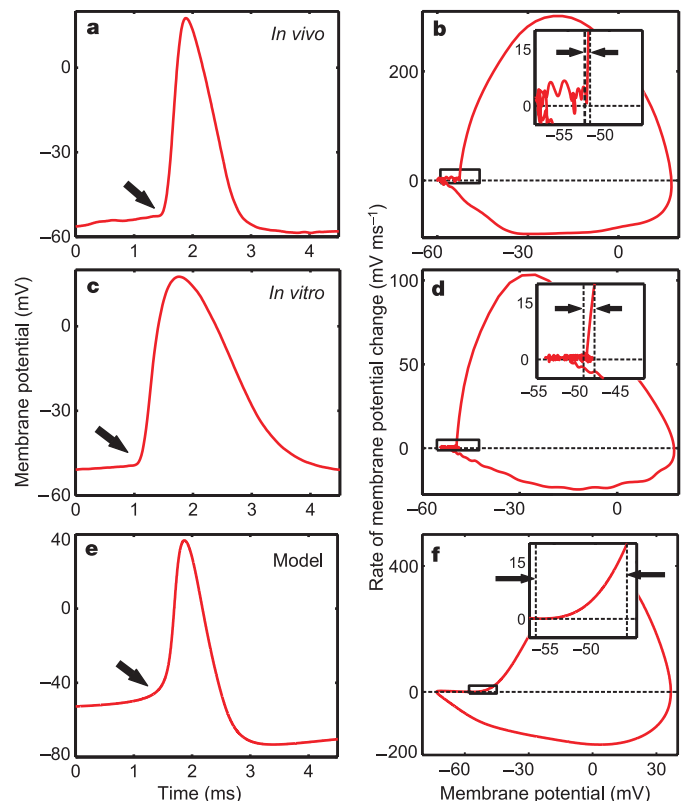 a
In vivo
0
−30
−60
0 1 2 3 4
b
200
0
−60 −30 0
15
0
−55 −50
c
In vitro
0
−30
−60
0 1 2 3 4
d
100
50
0
−30 0
15
0
−55 −50 −45
e
Model
40
0
−40
−80
0 2 4
Time (ms)
f
400
200
0
−200
−60 −30 0 30
15
0
−55 −50
Membrane potential (mV)
Membrane potential (mV)
Rate of membrane potential change (mV ms⁻¹)